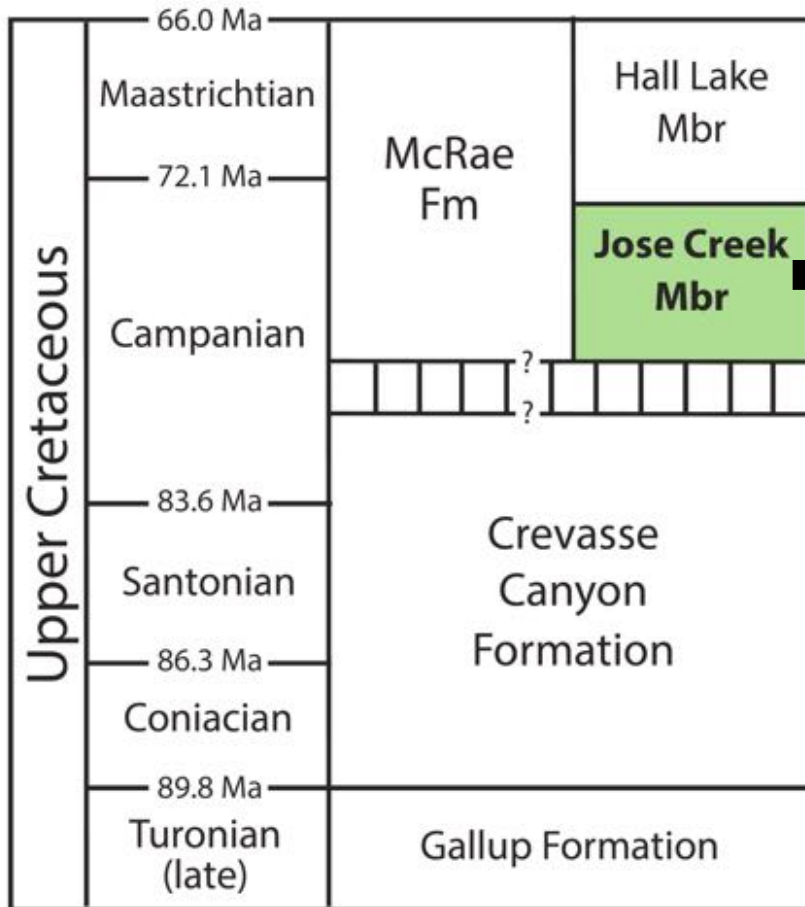 Upper Cretaceous
66.0 Ma
Maastrichtian
72.1 Ma
Campanian
83.6 Ma
Santonian
86.3 Ma
Coniacian
89.8 Ma
Turonian
(late)
McRae
Fm
Hall Lake
Mbr
Jose Creek
Mbr
?
?
Crevasse
Canyon
Formation
Gallup Formation